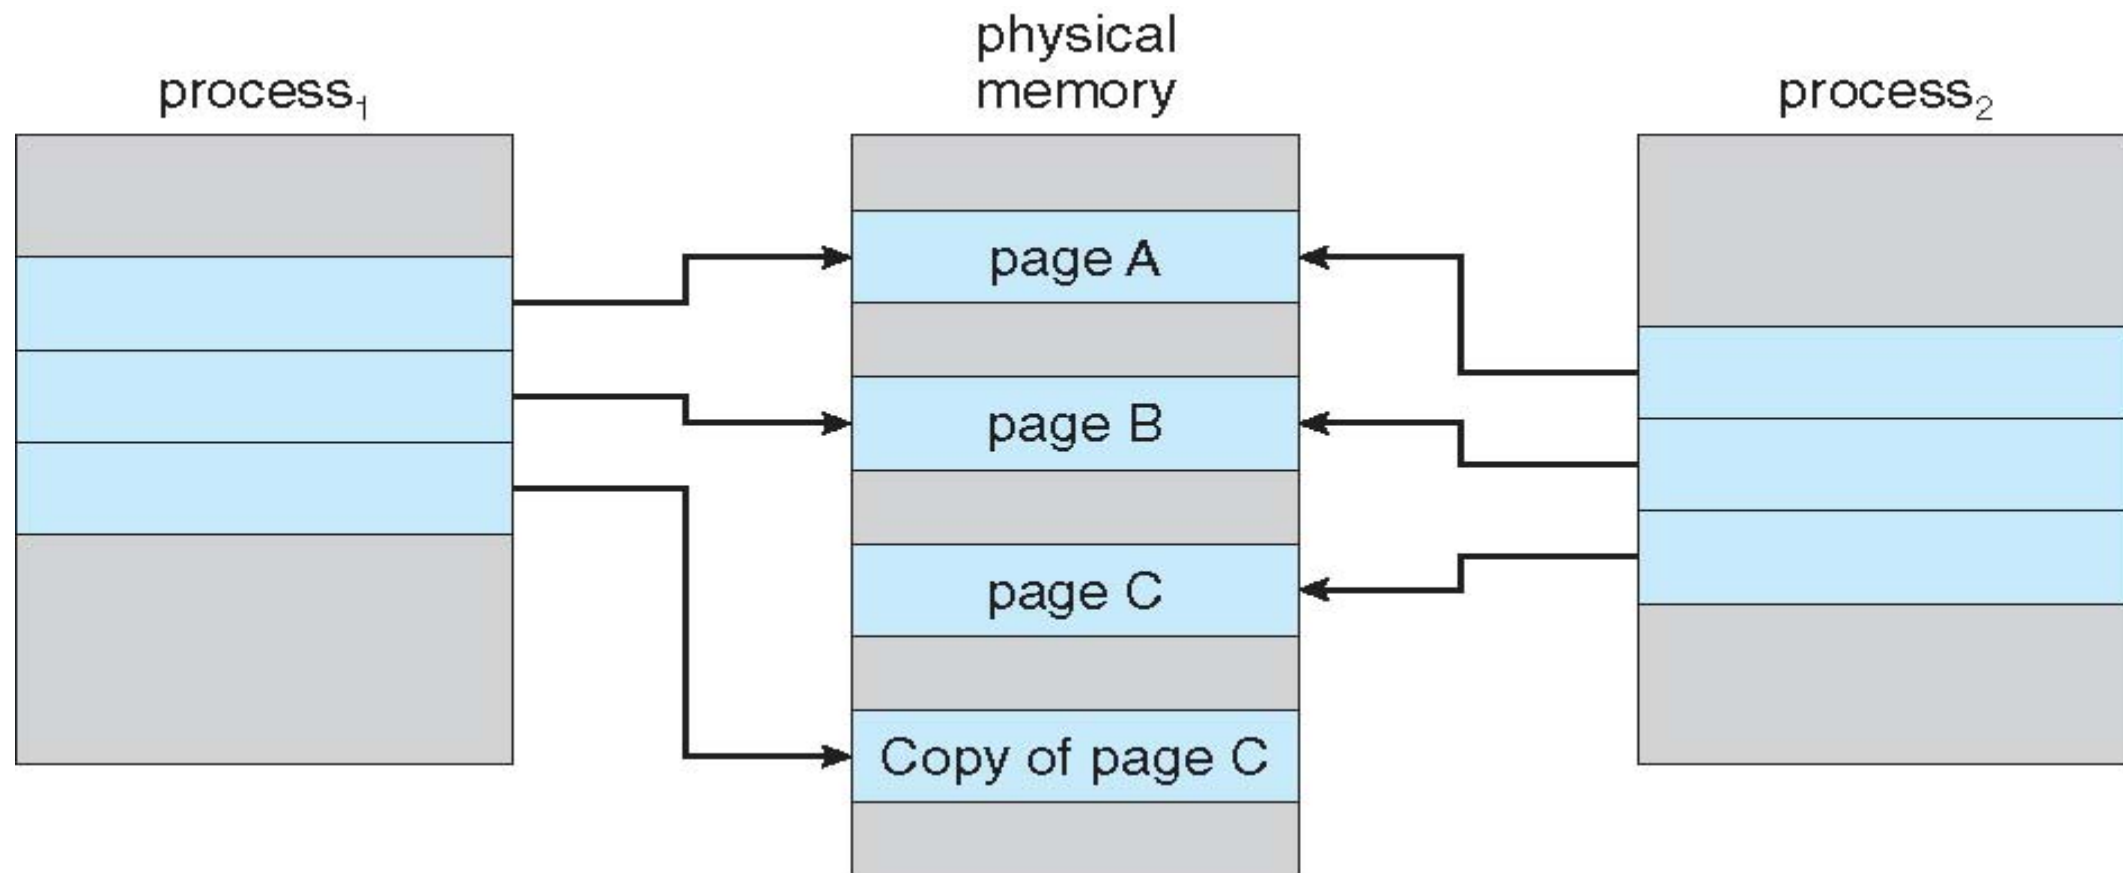 process₁
physical
memory
process₂
page A
page B
page C
Copy of page C